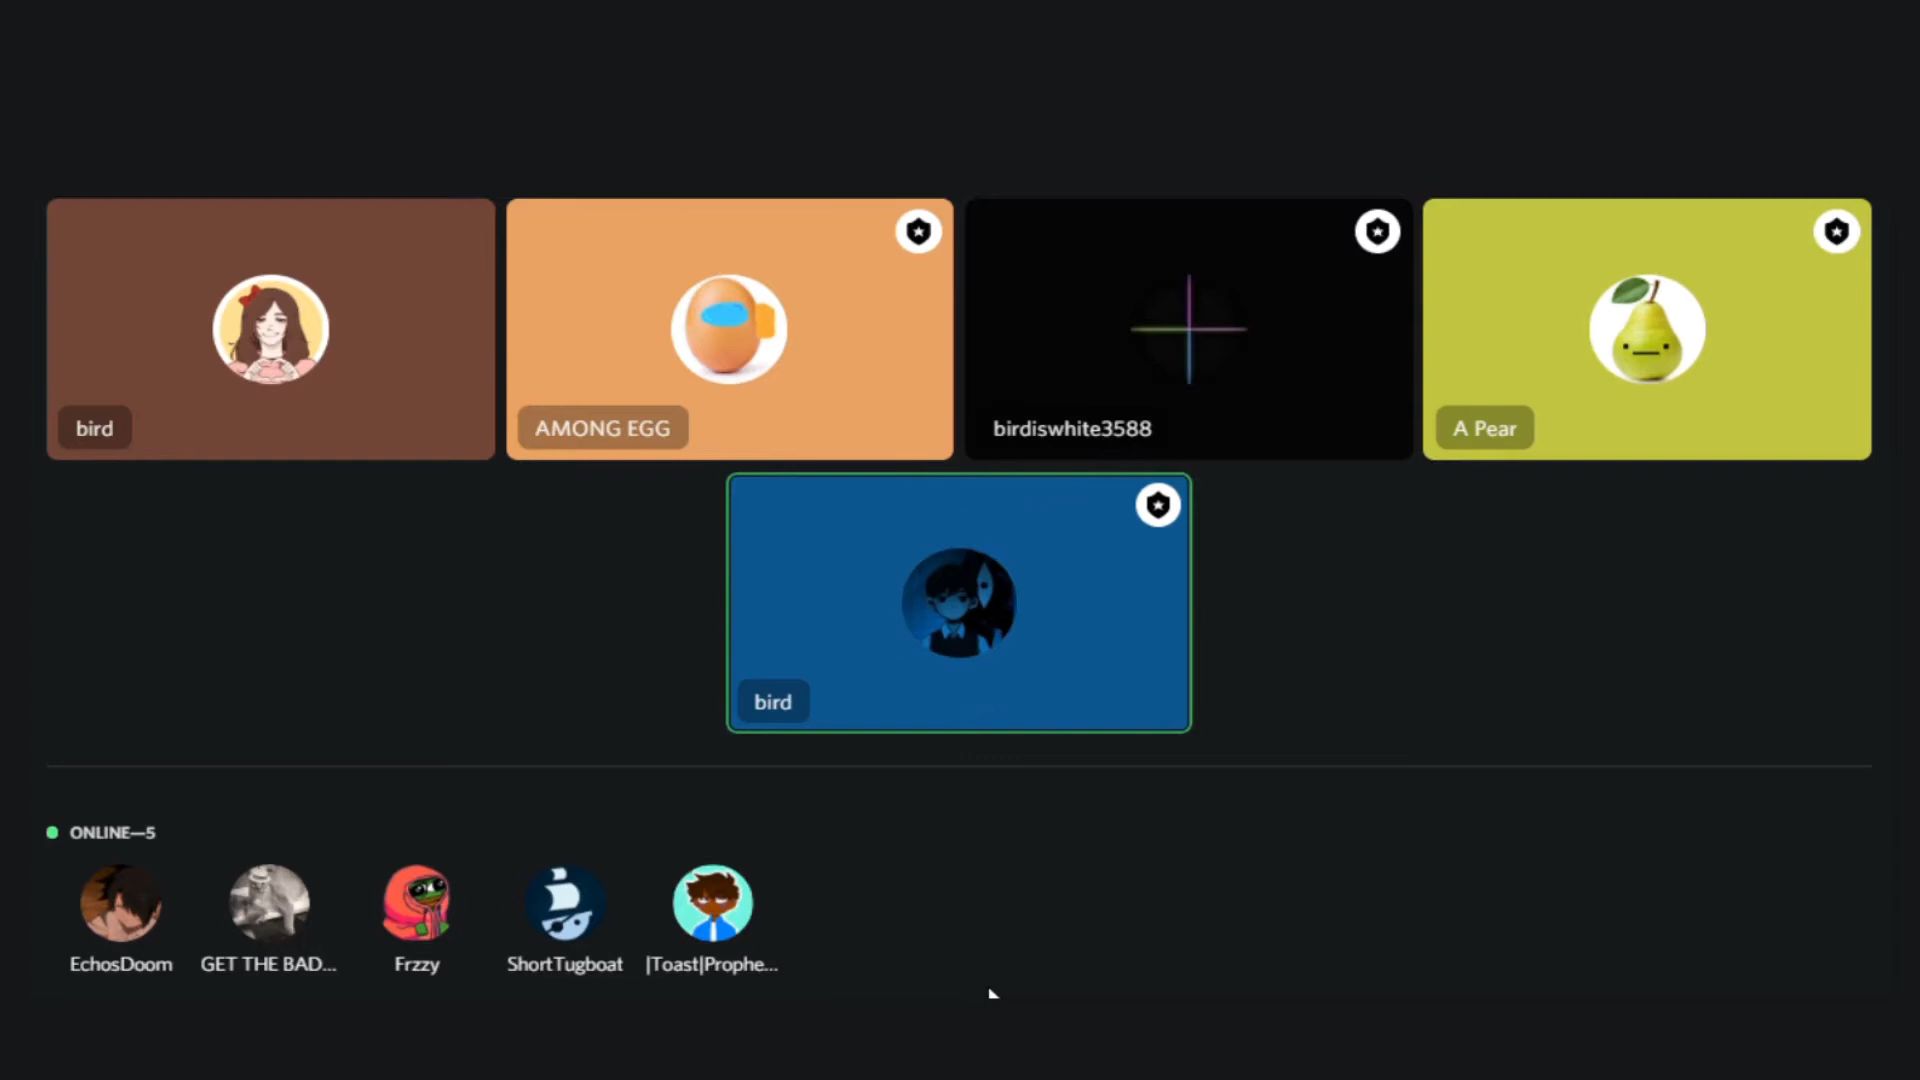 bird
AMONG EGG
birdiswhite3588
A Pear
bird
ONLINE—5
EchosDoom
GET THE BAD...
Frzzy
ShortTugboat
|Toast|Prophe...